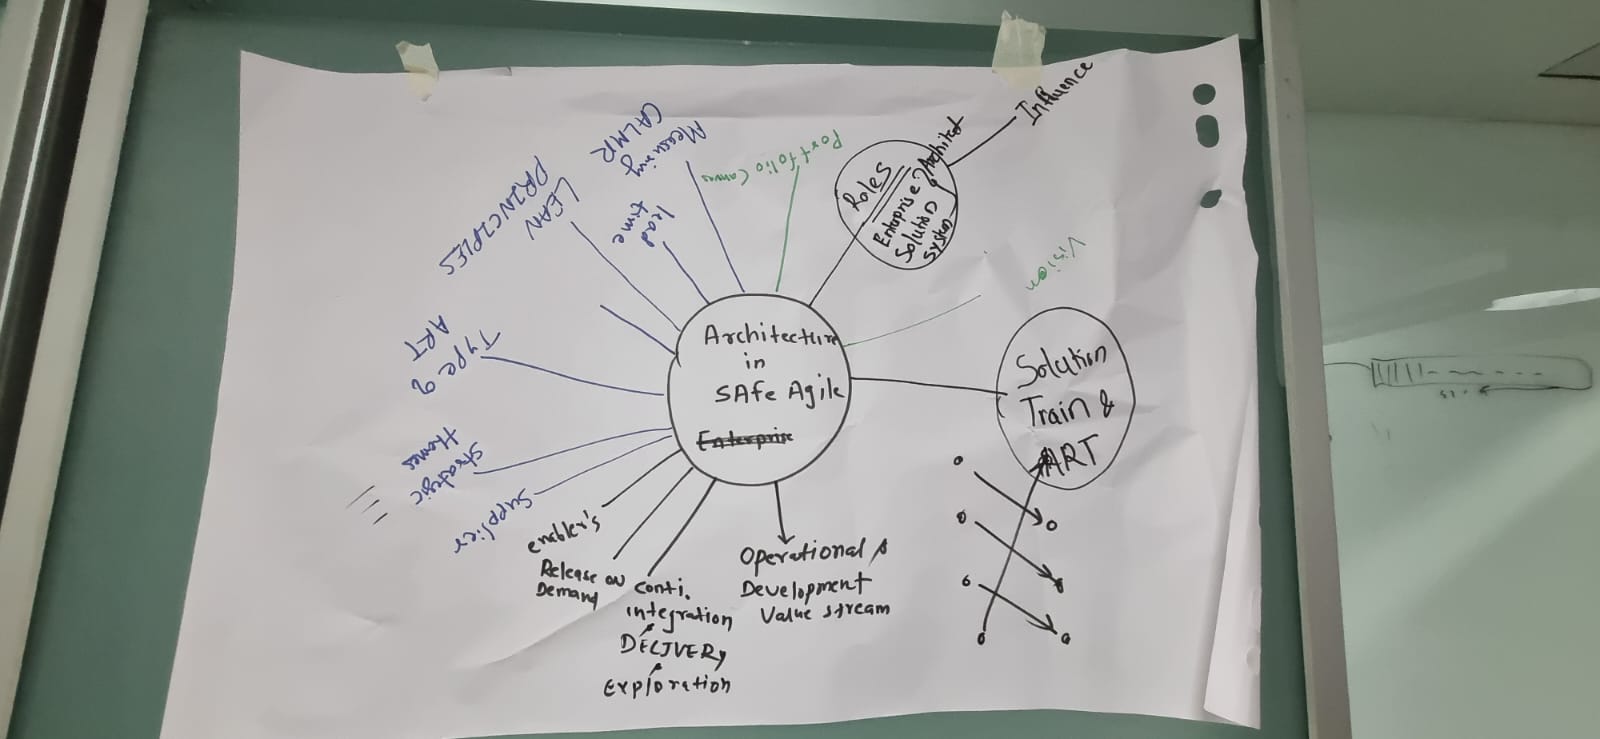 Architecture
in
SAfe Agile
Enterprise
Portfolio Canvas
Roles
Enterprise
Solution
System
Architect
Influence
Vision
Solution
Train &
ART
Operational &
Development
Value stream
conti.
integration
DELIVERY
Exploration
Release on
Demand
enabler's
Supplier
Strategic
themes
Type of
ART
LEAN
PRINCIPLES
lead
time
Measuring
CALMR